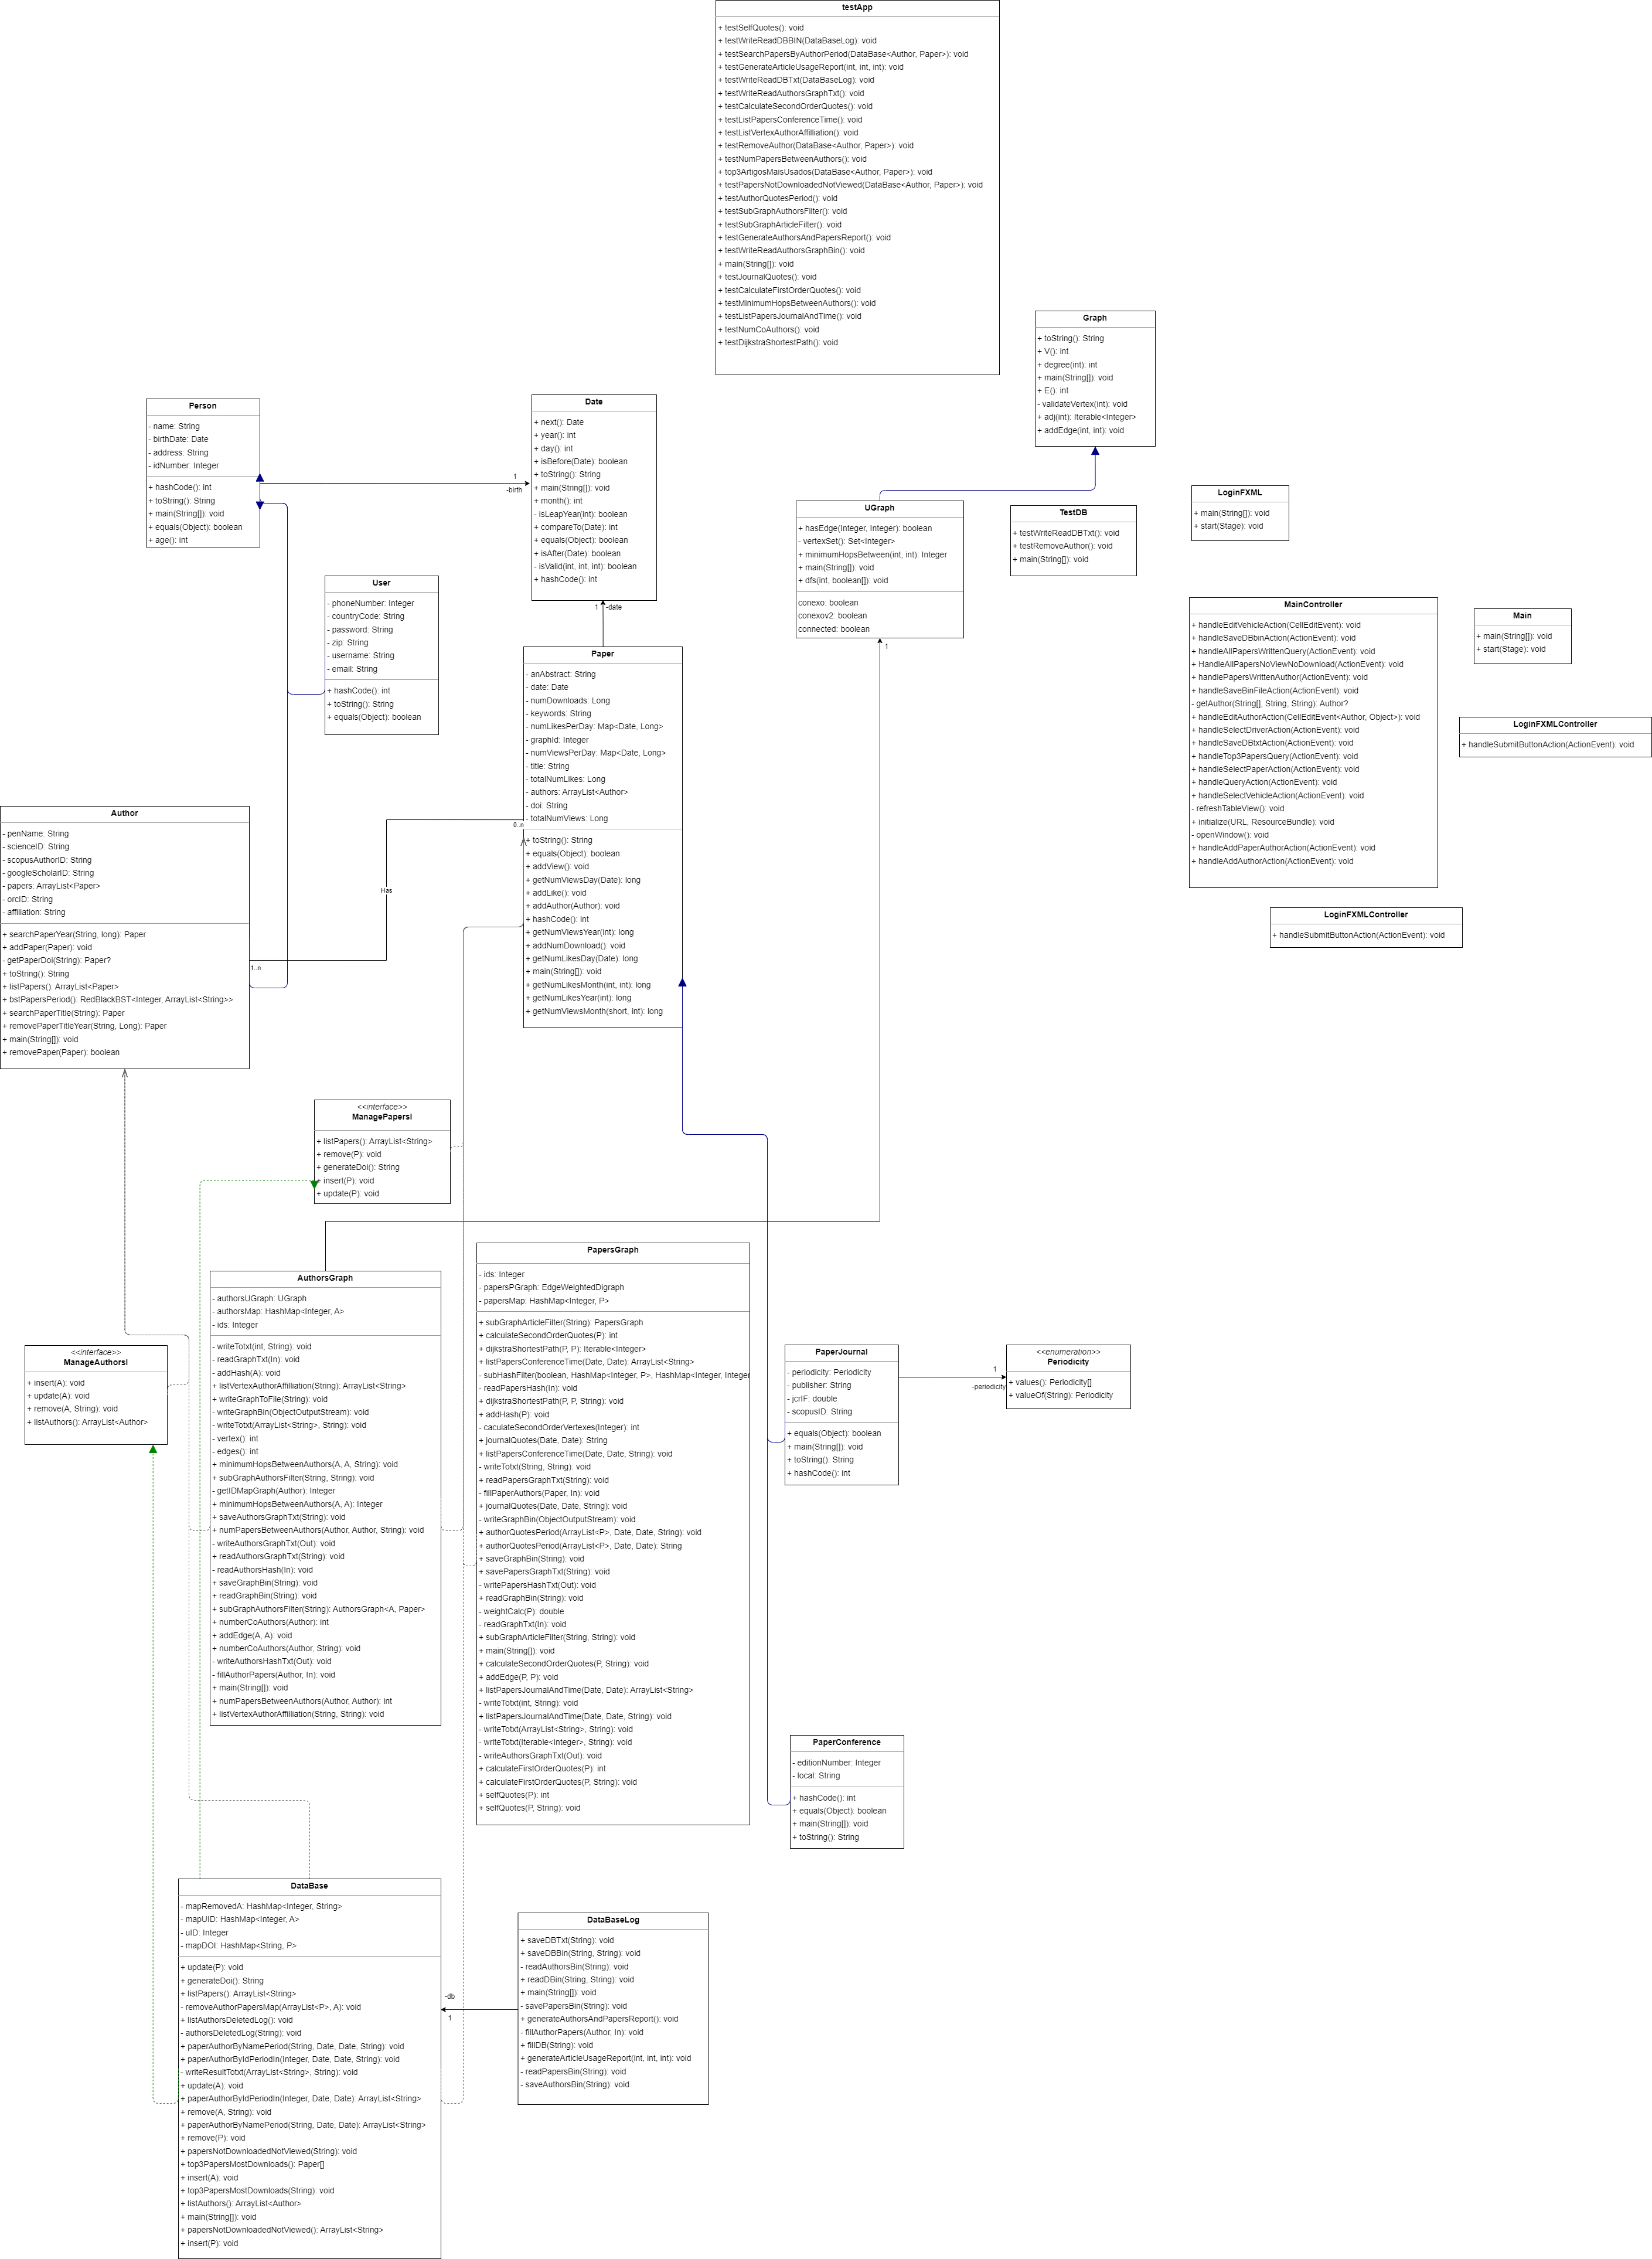 testApp
+ testSelfQuotes(): void
+ testWriteReadDBBIN(DataBaseLog): void
+ testSearchPapersByAuthorPeriod(DataBase<Author, Paper>): void
+ testGenerateArticleUsageReport(int, int, int): void
+ testWriteReadDBTxt(DataBaseLog): void
+ testWriteReadAuthorsGraphTxt(): void
+ testCalculateSecondOrderQuotes(): void
+ testListPapersConferenceTime(): void
+ testListVertexAuthorAffilliation(): void
+ testRemoveAuthor(DataBase<Author, Paper>): void
+ testNumPapersBetweenAuthors(): void
+ top3ArtigosMaisUsados(DataBase<Author, Paper>): void
+ testPapersNotDownloadedNotViewed(DataBase<Author, Paper>): void
+ testAuthorQuotesPeriod(): void
+ testSubGraphAuthorsFilter(): void
+ testSubGraphArticleFilter(): void
+ testGenerateAuthorsAndPapersReport(): void
+ testWriteReadAuthorsGraphBin(): void
+ main(String[]): void
+ testJournalQuotes(): void
+ testCalculateFirstOrderQuotes(): void
+ testMinimumHopsBetweenAuthors(): void
+ testListPapersJournalAndTime(): void
+ testNumCoAuthors(): void
+ testDijkstraShortestPath(): void
Graph
+ toString(): String
+ V(): int
+ degree(int): int
+ main(String[]): void
+ E(): int
- validateVertex(int): void
+ adj(int): Iterable<Integer>
+ addEdge(int, int): void
Person
- name: String
- birthDate: Date
- address: String
- idNumber: Integer
+ hashCode(): int
+ toString(): String
+ main(String[]): void
+ equals(Object): boolean
+ age(): int
1
-birth
Date
+ next(): Date
+ year(): int
+ day(): int
+ isBefore(Date): boolean
+ toString(): String
+ main(String[]): void
+ month(): int
- isLeapYear(int): boolean
+ compareTo(Date): int
+ equals(Object): boolean
+ isAfter(Date): boolean
- isValid(int, int, int): boolean
+ hashCode(): int
1
-date
UGraph
+ hasEdge(Integer, Integer): boolean
- vertexSet(): Set<Integer>
+ minimumHopsBetween(int, int): Integer
+ main(String[]): void
+ dfs(int, boolean[]): void
conexo: boolean
conexov2: boolean
connected: boolean
1
TestDB
+ testWriteReadDBTxt(): void
+ testRemoveAuthor(): void
+ main(String[]): void
LoginFXML
+ main(String[]): void
+ start(Stage): void
User
- phoneNumber: Integer
- countryCode: String
- password: String
- zip: String
- username: String
- email: String
+ hashCode(): int
+ toString(): String
+ equals(Object): boolean
MainController
+ handleEditVehicleAction(CellEditEvent): void
+ handleSaveDBbinAction(ActionEvent): void
+ handleAllPapersWrittenQuery(ActionEvent): void
+ HandleAllPapersNoViewNoDownload(ActionEvent): void
+ handlePapersWrittenAuthor(ActionEvent): void
+ handleSaveBinFileAction(ActionEvent): void
- getAuthor(String[], String, String): Author?
+ handleEditAuthorAction(CellEditEvent<Author, Object>): void
+ handleSelectDriverAction(ActionEvent): void
+ handleSaveDBtxtAction(ActionEvent): void
+ handleTop3PapersQuery(ActionEvent): void
+ handleSelectPaperAction(ActionEvent): void
+ handleQueryAction(ActionEvent): void
+ handleSelectVehicleAction(ActionEvent): void
- refreshTableView(): void
+ initialize(URL, ResourceBundle): void
- openWindow(): void
+ handleAddPaperAuthorAction(ActionEvent): void
+ handleAddAuthorAction(ActionEvent): void
Main
+ main(String[]): void
+ start(Stage): void
LoginFXMLController
+ handleSubmitButtonAction(ActionEvent): void
LoginFXMLController
+ handleSubmitButtonAction(ActionEvent): void
Paper
- anAbstract: String
- date: Date
- numDownloads: Long
- keywords: String
- numLikesPerDay: Map<Date, Long>
- graphId: Integer
- numViewsPerDay: Map<Date, Long>
- title: String
- totalNumLikes: Long
- authors: ArrayList<Author>
- doi: String
- totalNumViews: Long
+ toString(): String
+ equals(Object): boolean
+ addView(): void
+ getNumViewsDay(Date): long
+ addLike(): void
+ addAuthor(Author): void
+ hashCode(): int
+ getNumViewsYear(int): long
+ addNumDownload(): void
+ getNumLikesDay(Date): long
+ main(String[]): void
+ getNumLikesMonth(int, int): long
+ getNumLikesYear(int): long
+ getNumViewsMonth(short, int): long
0..n
Has
1..n
Author
- penName: String
- scienceID: String
- scopusAuthorID: String
- googleScholarID: String
- papers: ArrayList<Paper>
- orcID: String
- affiliation: String
+ searchPaperYear(String, long): Paper
+ addPaper(Paper): void
- getPaperDoi(String): Paper?
+ toString(): String
+ listPapers(): ArrayList<Paper>
+ bstPapersPeriod(): RedBlackBST<Integer, ArrayList<String>>
+ searchPaperTitle(String): Paper
+ removePaperTitleYear(String, Long): Paper
+ main(String[]): void
+ removePaper(Paper): boolean
<<interface>>
ManagePapersI
+ listPapers(): ArrayList<String>
+ remove(P): void
+ generateDoi(): String
+ insert(P): void
+ update(P): void
AuthorsGraph
- authorsUGraph: UGraph
- authorsMap: HashMap<Integer, A>
- ids: Integer
- writeTotxt(int, String): void
- readGraphTxt(In): void
- addHash(A): void
+ listVertexAuthorAffilliation(String): ArrayList<String>
+ writeGraphToFile(String): void
- writeGraphBin(ObjectOutputStream): void
- writeTotxt(ArrayList<String>, String): void
- vertex(): int
- edges(): int
+ minimumHopsBetweenAuthors(A, A, String): void
+ subGraphAuthorsFilter(String, String): void
- getIDMapGraph(Author): Integer
+ minimumHopsBetweenAuthors(A, A): Integer
+ saveAuthorsGraphTxt(String): void
+ numPapersBetweenAuthors(Author, Author, String): void
- writeAuthorsGraphTxt(Out): void
+ readAuthorsGraphTxt(String): void
- readAuthorsHash(In): void
+ saveGraphBin(String): void
+ readGraphBin(String): void
+ subGraphAuthorsFilter(String): AuthorsGraph<A, Paper>
+ numberCoAuthors(Author): int
+ addEdge(A, A): void
+ numberCoAuthors(Author, String): void
- writeAuthorsHashTxt(Out): void
- fillAuthorPapers(Author, In): void
+ main(String[]): void
+ numPapersBetweenAuthors(Author, Author): int
+ listVertexAuthorAffilliation(String, String): void
PapersGraph
- ids: Integer
- papersPGraph: EdgeWeightedDigraph
- papersMap: HashMap<Integer, P>
+ subGraphArticleFilter(String): PapersGraph
+ calculateSecondOrderQuotes(P): int
+ dijkstraShortestPath(P, P): Iterable<Integer>
+ listPapersConferenceTime(Date, Date): ArrayList<String>
- subHashFilter(boolean, HashMap<Integer, P>, HashMap<Integer, Integer
- readPapersHash(In): void
+ dijkstraShortestPath(P, P, String): void
+ addHash(P): void
- caculateSecondOrderVertexes(Integer): int
+ journalQuotes(Date, Date): String
+ listPapersConferenceTime(Date, Date, String): void
- writeTotxt(String, String): void
+ readPapersGraphTxt(String): void
- fillPaperAuthors(Paper, In): void
+ journalQuotes(Date, Date, String): void
- writeGraphBin(ObjectOutputStream): void
+ authorQuotesPeriod(ArrayList<P>, Date, Date, String): void
+ authorQuotesPeriod(ArrayList<P>, Date, Date): String
+ saveGraphBin(String): void
+ savePapersGraphTxt(String): void
- writePapersHashTxt(Out): void
+ readGraphBin(String): void
- weightCalc(P): double
- readGraphTxt(In): void
+ subGraphArticleFilter(String, String): void
+ main(String[]): void
+ calculateSecondOrderQuotes(P, String): void
+ addEdge(P, P): void
+ listPapersJournalAndTime(Date, Date): ArrayList<String>
- writeTotxt(int, String): void
+ listPapersJournalAndTime(Date, Date, String): void
- writeTotxt(ArrayList<String>, String): void
- writeTotxt(Iterable<Integer>, String): void
- writeAuthorsGraphTxt(Out): void
+ calculateFirstOrderQuotes(P): int
+ calculateFirstOrderQuotes(P, String): void
+ selfQuotes(P): int
+ selfQuotes(P, String): void
<<interface>>
ManageAuthorsI
+ insert(A): void
+ update(A): void
+ remove(A, String): void
+ listAuthors(): ArrayList<Author>
PaperJournal
- periodicity: Periodicity
- publisher: String
- jcrIF: double
- scopusID: String
+ equals(Object): boolean
+ main(String[]): void
+ toString(): String
+ hashCode(): int
1
-periodicity
<<enumeration>>
Periodicity
+ values(): Periodicity[]
+ valueOf(String): Periodicity
PaperConference
- editionNumber: Integer
- local: String
+ hashCode(): int
+ equals(Object): boolean
+ main(String[]): void
+ toString(): String
DataBase
- mapRemovedA: HashMap<Integer, String>
- mapUID: HashMap<Integer, A>
- uID: Integer
- mapDOI: HashMap<String, P>
+ update(P): void
+ generateDoi(): String
+ listPapers(): ArrayList<String>
- removeAuthorPapersMap(ArrayList<P>, A): void
+ listAuthorsDeletedLog(): void
- authorsDeletedLog(String): void
+ paperAuthorByNamePeriod(String, Date, Date, String): void
+ paperAuthorByIdPeriodIn(Integer, Date, Date, String): void
- writeResultTotxt(ArrayList<String>, String): void
+ update(A): void
+ paperAuthorByIdPeriodIn(Integer, Date, Date): ArrayList<String>
+ remove(A, String): void
+ paperAuthorByNamePeriod(String, Date, Date): ArrayList<String>
+ remove(P): void
+ papersNotDownloadedNotViewed(String): void
+ top3PapersMostDownloads(): Paper[]
+ insert(A): void
+ top3PapersMostDownloads(String): void
+ listAuthors(): ArrayList<Author>
+ main(String[]): void
+ papersNotDownloadedNotViewed(): ArrayList<String>
+ insert(P): void
-db
1
DataBaseLog
+ saveDBTxt(String): void
+ saveDBBin(String, String): void
- readAuthorsBin(String): void
+ readDBin(String, String): void
+ main(String[]): void
- savePapersBin(String): void
+ generateAuthorsAndPapersReport(): void
- fillAuthorPapers(Author, In): void
+ fillDB(String): void
+ generateArticleUsageReport(int, int, int): void
- readPapersBin(String): void
- saveAuthorsBin(String): void